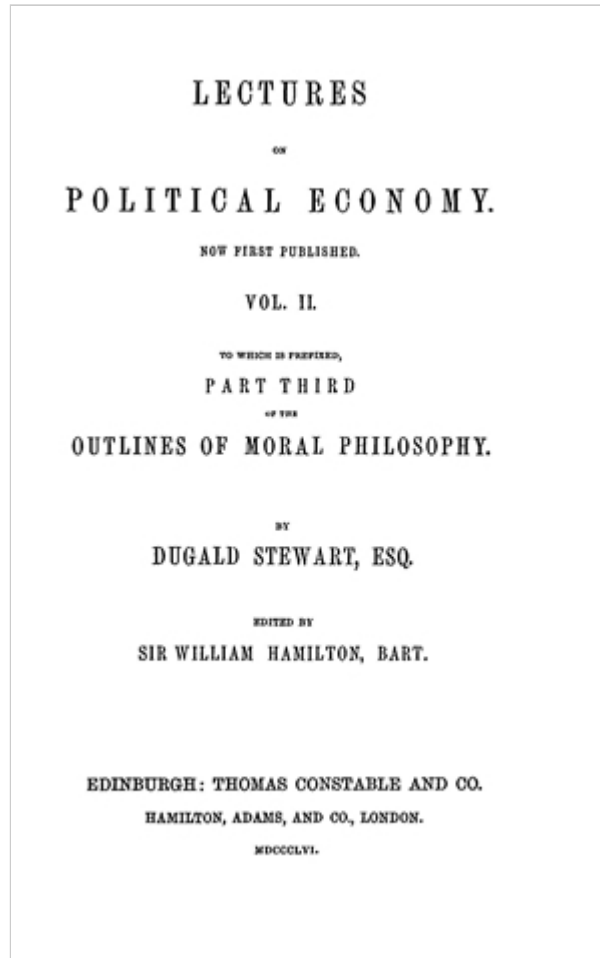 LECTURES
ON
POLITICAL ECONOMY.
NOW FIRST PUBLISHED.
VOL. II.
TO WHICH IS PREFIXED,
PART THIRD
OF THE
OUTLINES OF MORAL PHILOSOPHY.
BY
DUGALD STEWART, ESQ.
EDITED BY
SIR WILLIAM HAMILTON, BART.
EDINBURGH: THOMAS CONSTABLE AND CO.
HAMILTON, ADAMS, AND CO., LONDON.
MDCCCLVI.